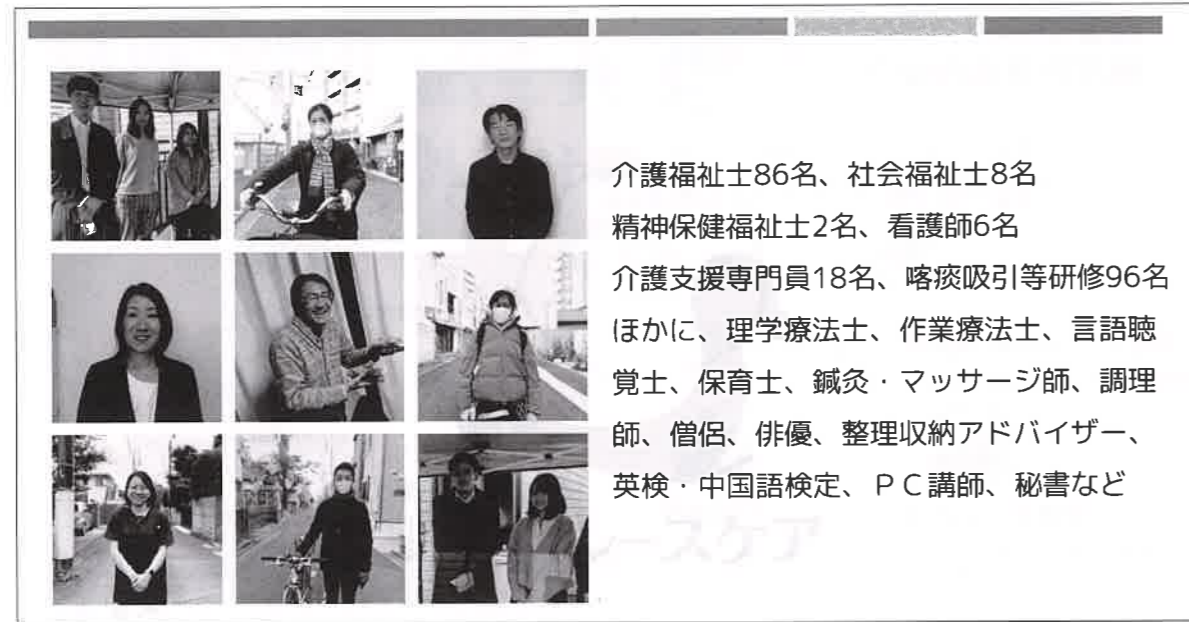 介護福祉士86名、社会福祉士8名
精神保健福祉士2名、看護師6名
介護支援専門員18名、喀痰吸引等研修96名
ほかに、理学療法士、作業療法士、言語聴
覚士、保育士、鍼灸・マッサージ師、調理
師、僧侶、俳優、整理収納アドバイザー、
英検・中国語検定、ＰＣ講師、秘書など